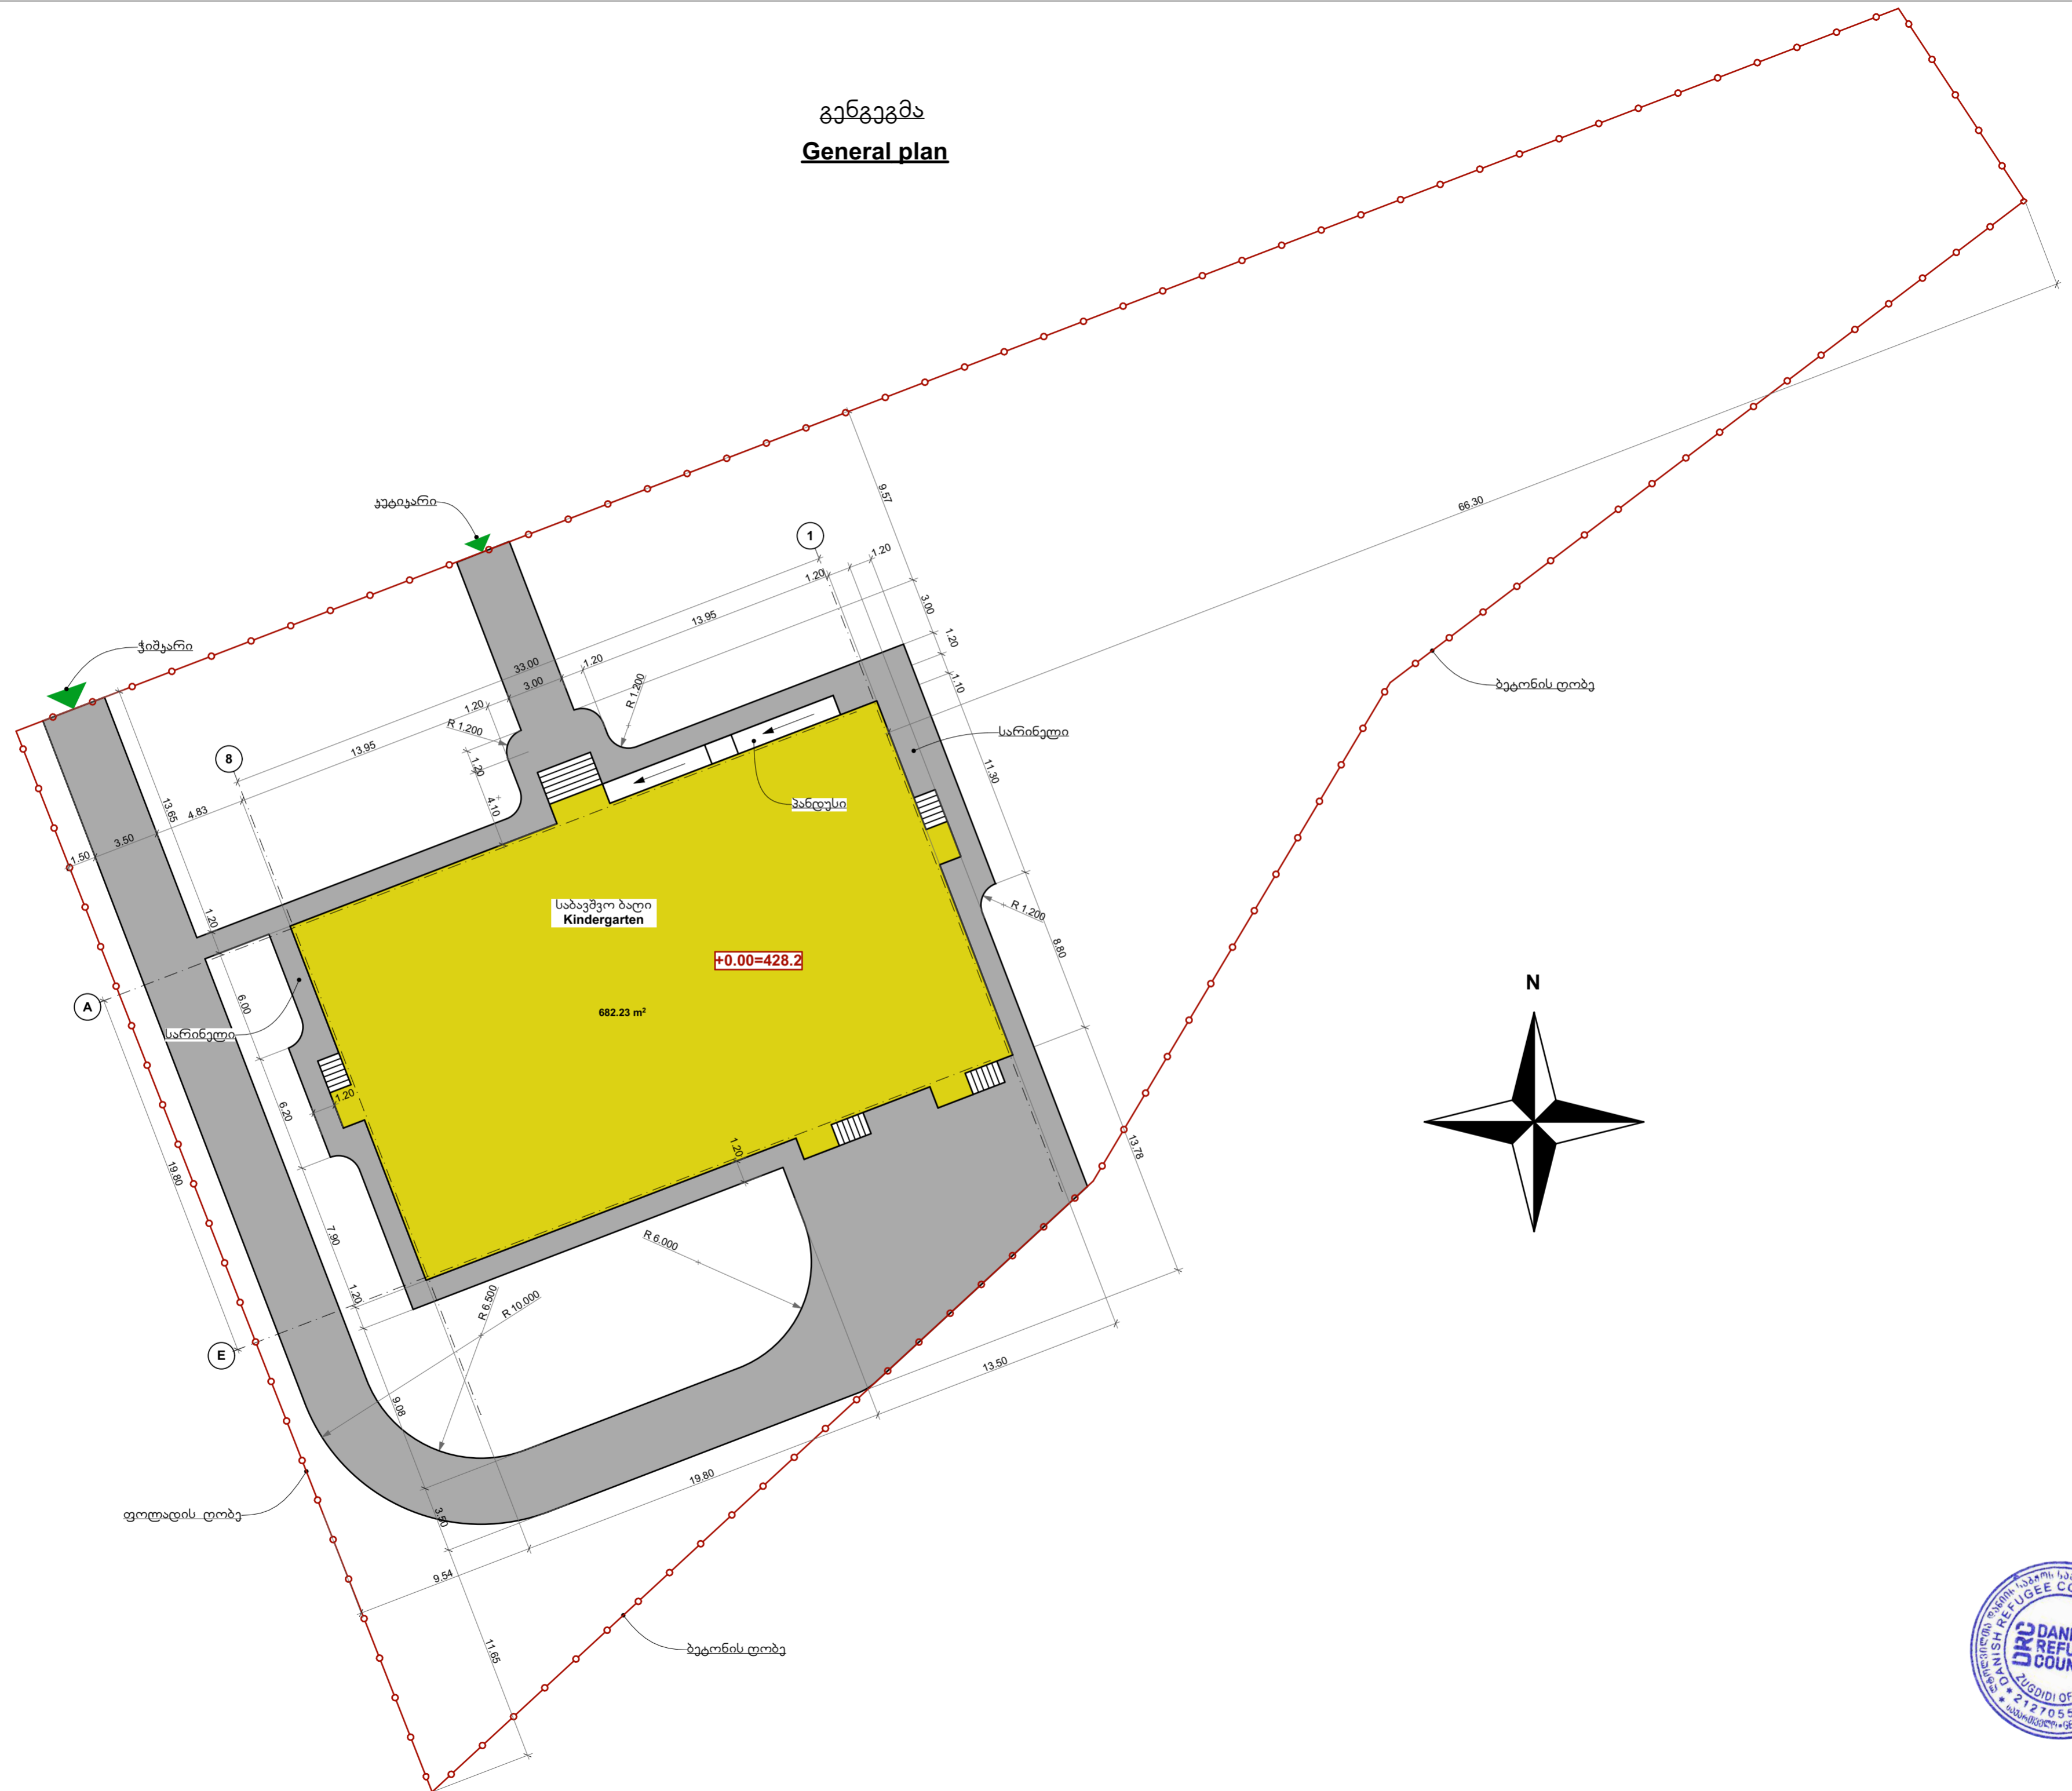 გენგეგმა
General plan
კუტიკარი
ჭიშკარი
9.57
66.30
1
1.20
1.20
13.95
3.00
1.20
1.10
33.00
3.00
1.20
R 1.200
1.20
R 1.200
13.95
1.20
4.10
8
13.65
4.83
3.50
1.50
ბეტონის ღობე
სარინელი
11.30
პანდუსი
საბავშვო ბაღი
Kindergarten
+0.00=428.2
682.23 m²
R 1.200
8.80
N
1.20
6.00
A
სარინელი
1.20
6.20
19.80
7.90
1.20
1.20
13.78
R 6.000
R 6.500
R 10.000
E
9.08
13.50
19.80
3.50
ფოლადის ღობე
9.54
11.65
ბეტონის ღობე
DRC
DANISH REFUGEE
ZUGDIDI OF